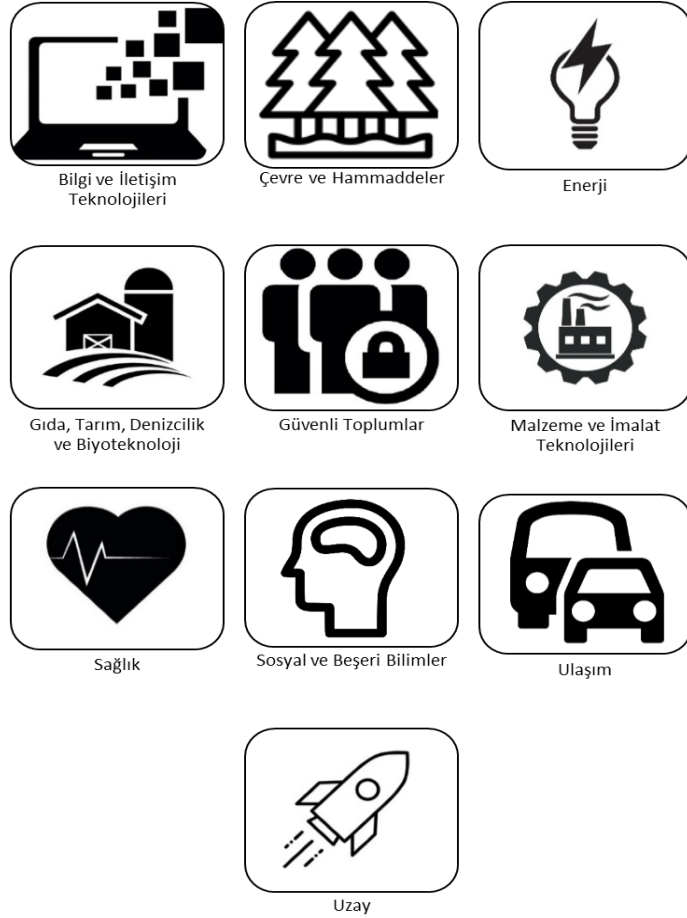 Bilgi ve İletişim
Teknolojileri
Çevre ve Hammaddeler
Enerji
Gıda, Tarım, Denizcilik
ve Biyoteknoloji
Güvenli Toplumlar
Malzeme ve İmalat
Teknolojileri
Sağlık
Sosyal ve Beşeri Bilimler
Ulaşım
Uzay